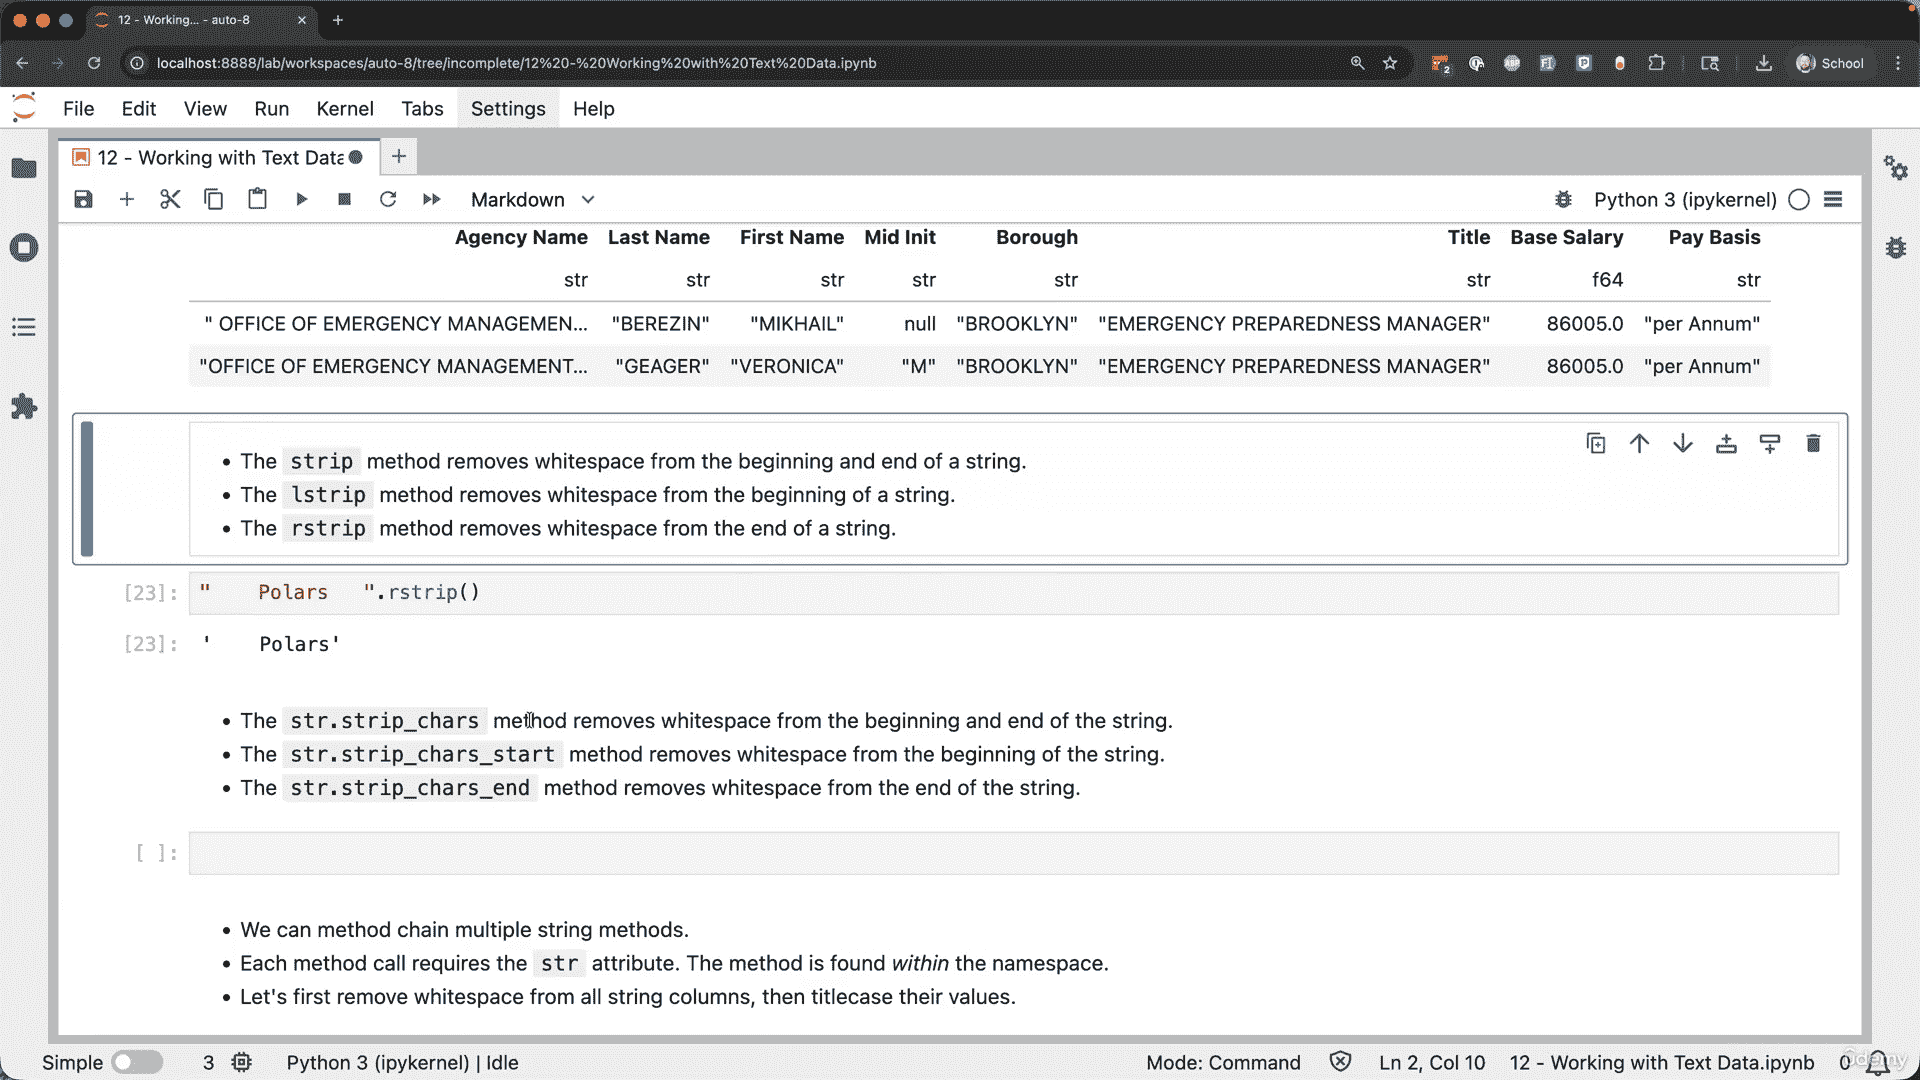 12 - Working... - auto-8
localhost:8888/lab/workspaces/auto-8/tree/incomplete/12%20-%20Working%20with%20Text%20Data.ipynb
2
School
File Edit View Run Kernel Tabs Settings Help
12 - Working with Text Data
Markdown
Python 3 (ipykernel)
Agency Name Last Name First Name Mid Init Borough Title Base Salary Pay Basis
str str str str str str f64 str
" OFFICE OF EMERGENCY MANAGEMEN... "BEREZIN" "MIKHAIL" null "BROOKLYN" "EMERGENCY PREPAREDNESS MANAGER" 86005.0 "per Annum"
"OFFICE OF EMERGENCY MANAGEMENT... "GEAGER" "VERONICA" "M" "BROOKLYN" "EMERGENCY PREPAREDNESS MANAGER" 86005.0 "per Annum"
• The strip method removes whitespace from the beginning and end of a string.
• The lstrip method removes whitespace from the beginning of a string.
• The rstrip method removes whitespace from the end of a string.
[23]: "    Polars   ".rstrip()
[23]: '    Polars'
• The str.strip_chars method removes whitespace from the beginning and end of the string.
• The str.strip_chars_start method removes whitespace from the beginning of the string.
• The str.strip_chars_end method removes whitespace from the end of the string.
[ ]:
• We can method chain multiple string methods.
• Each method call requires the str attribute. The method is found within the namespace.
• Let's first remove whitespace from all string columns, then titlecase their values.
Simple 3 Python 3 (ipykernel) | Idle Mode: Command Ln 2, Col 10 12 - Working with Text Data.ipynb 0
udemy